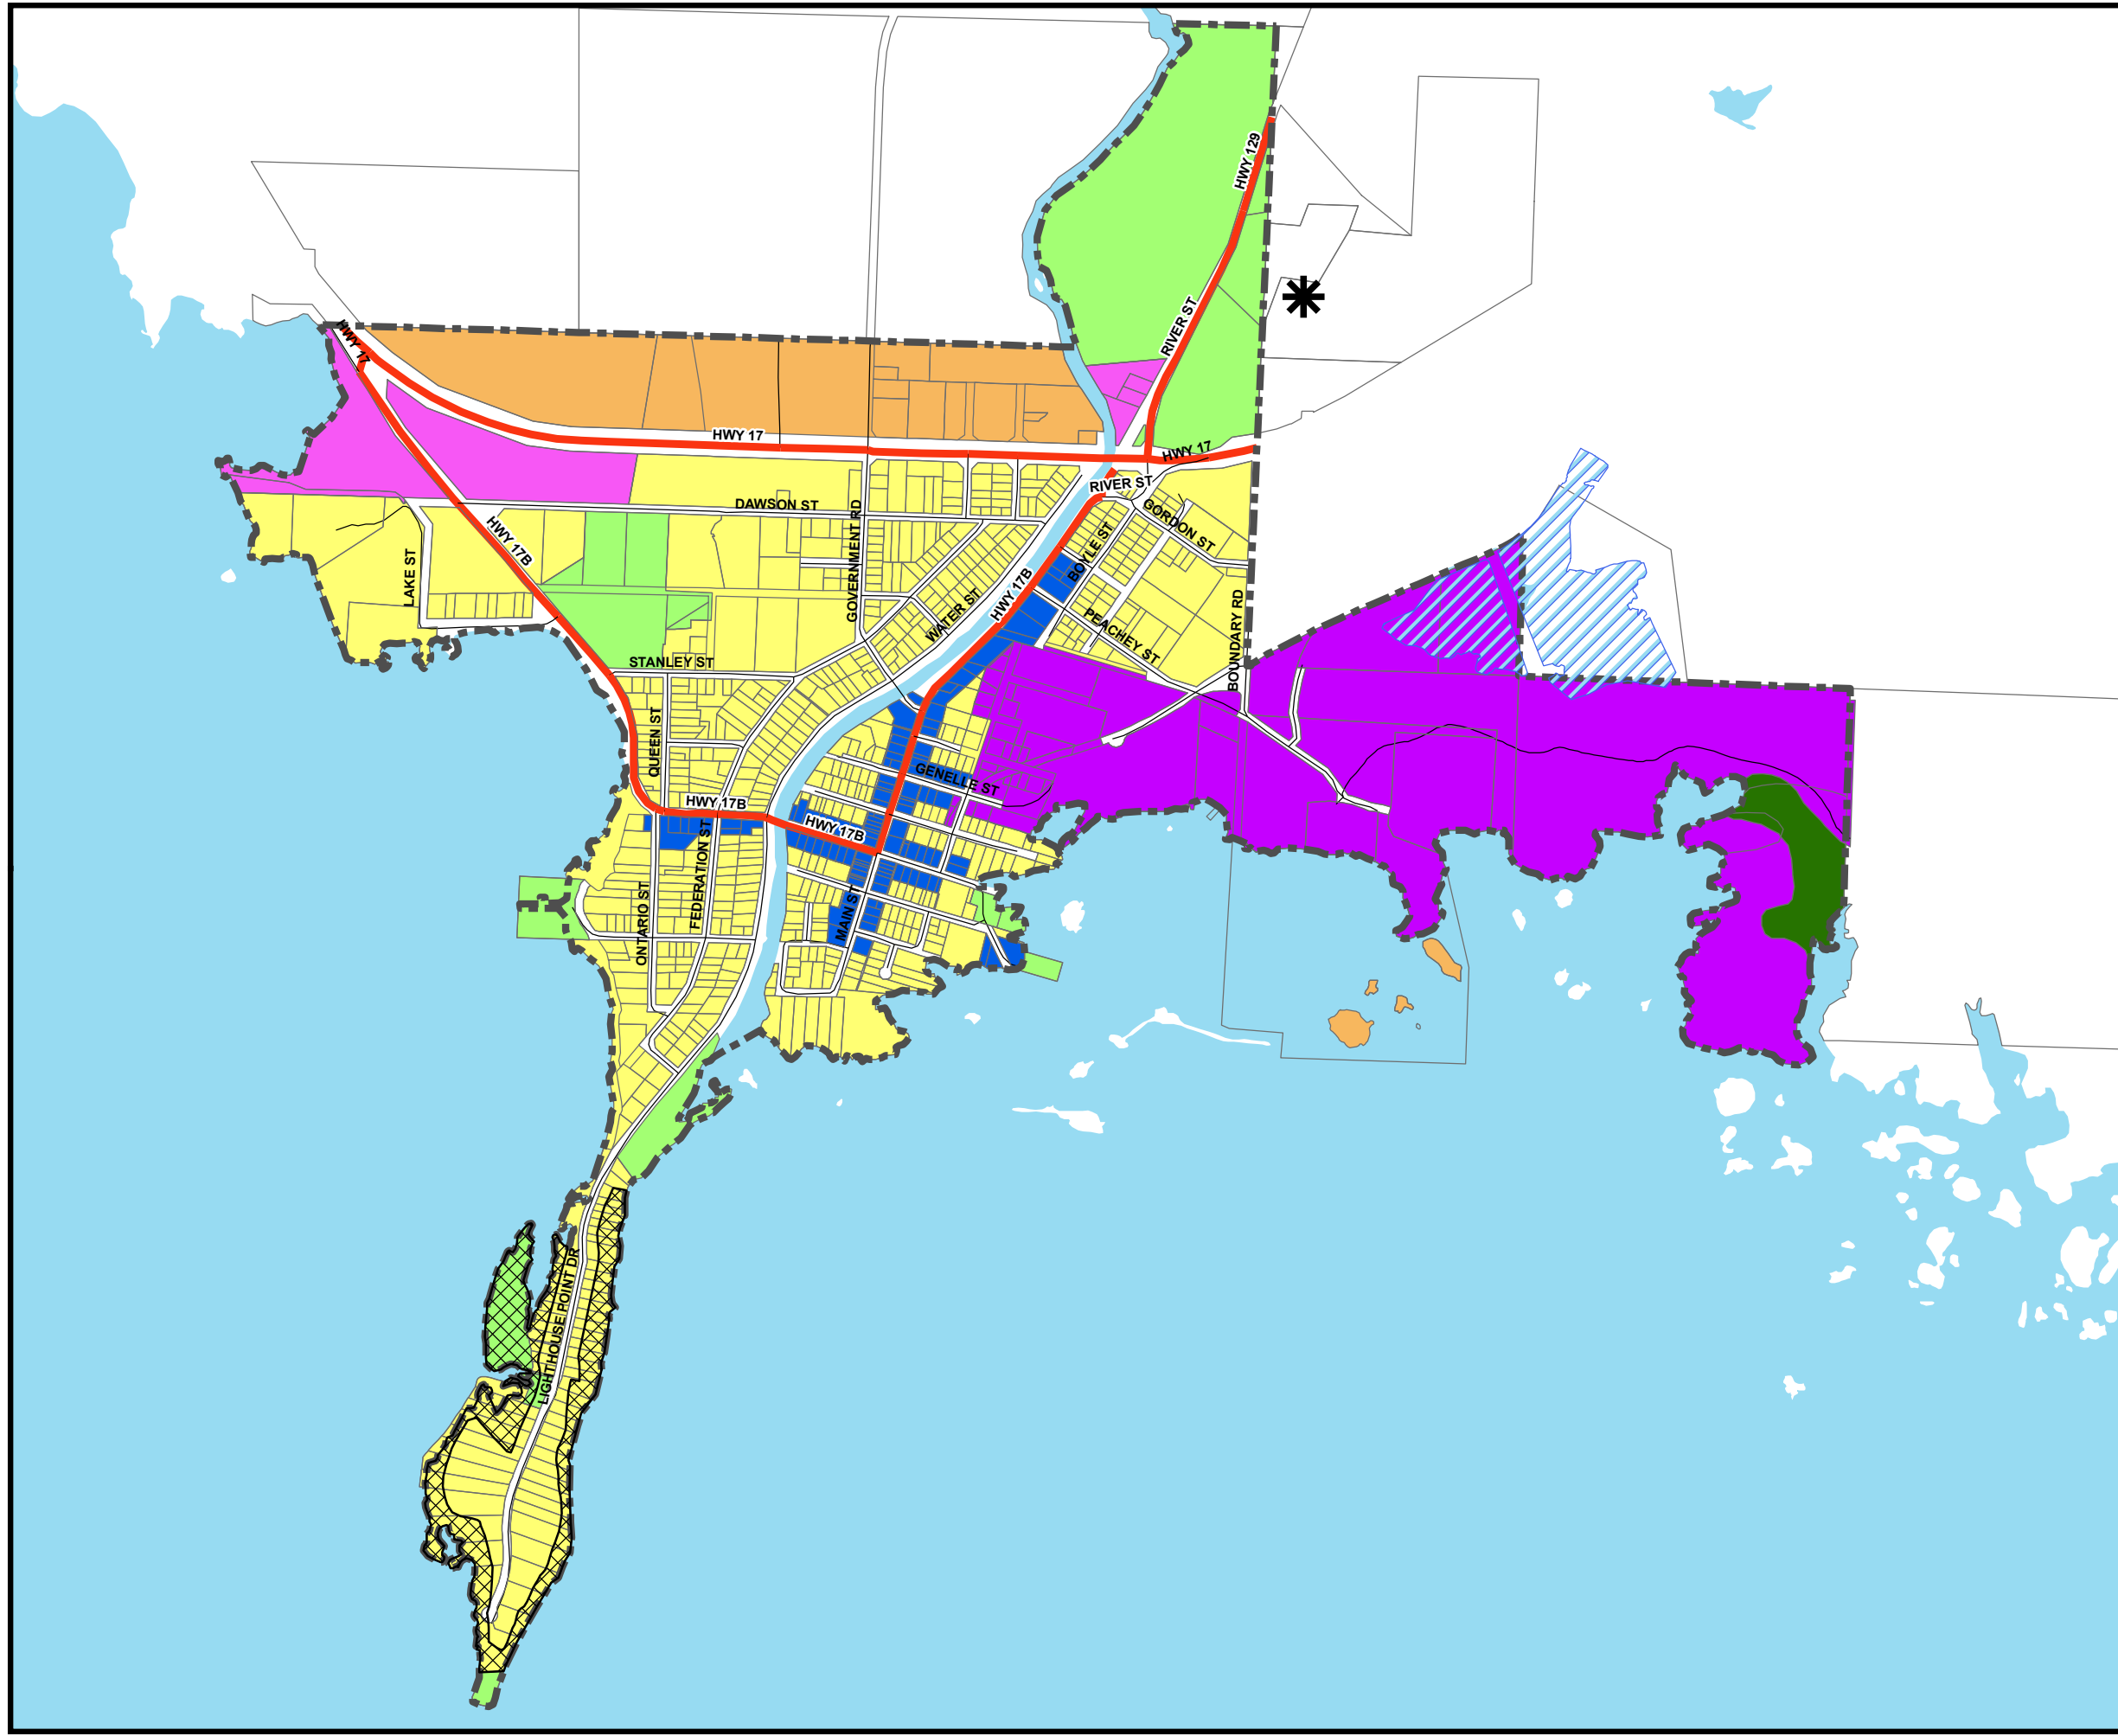 HWY 129
RIVER ST
HWY 17
HWY 17
HWY 17
RIVER ST
DAWSON ST
GORDON ST
HWY 17B
GOVERNMENT RD
BOYLE ST
LAKE ST
HWY 17B
WATER ST
PEACHEY ST
BOUNDARY RD
STANLEY ST
QUEEN ST
GENELLE ST
HWY 17B
HWY 17B
FEDERATION ST
ONTARIO ST
MAIN ST
LIGHTHOUSE POINT DR